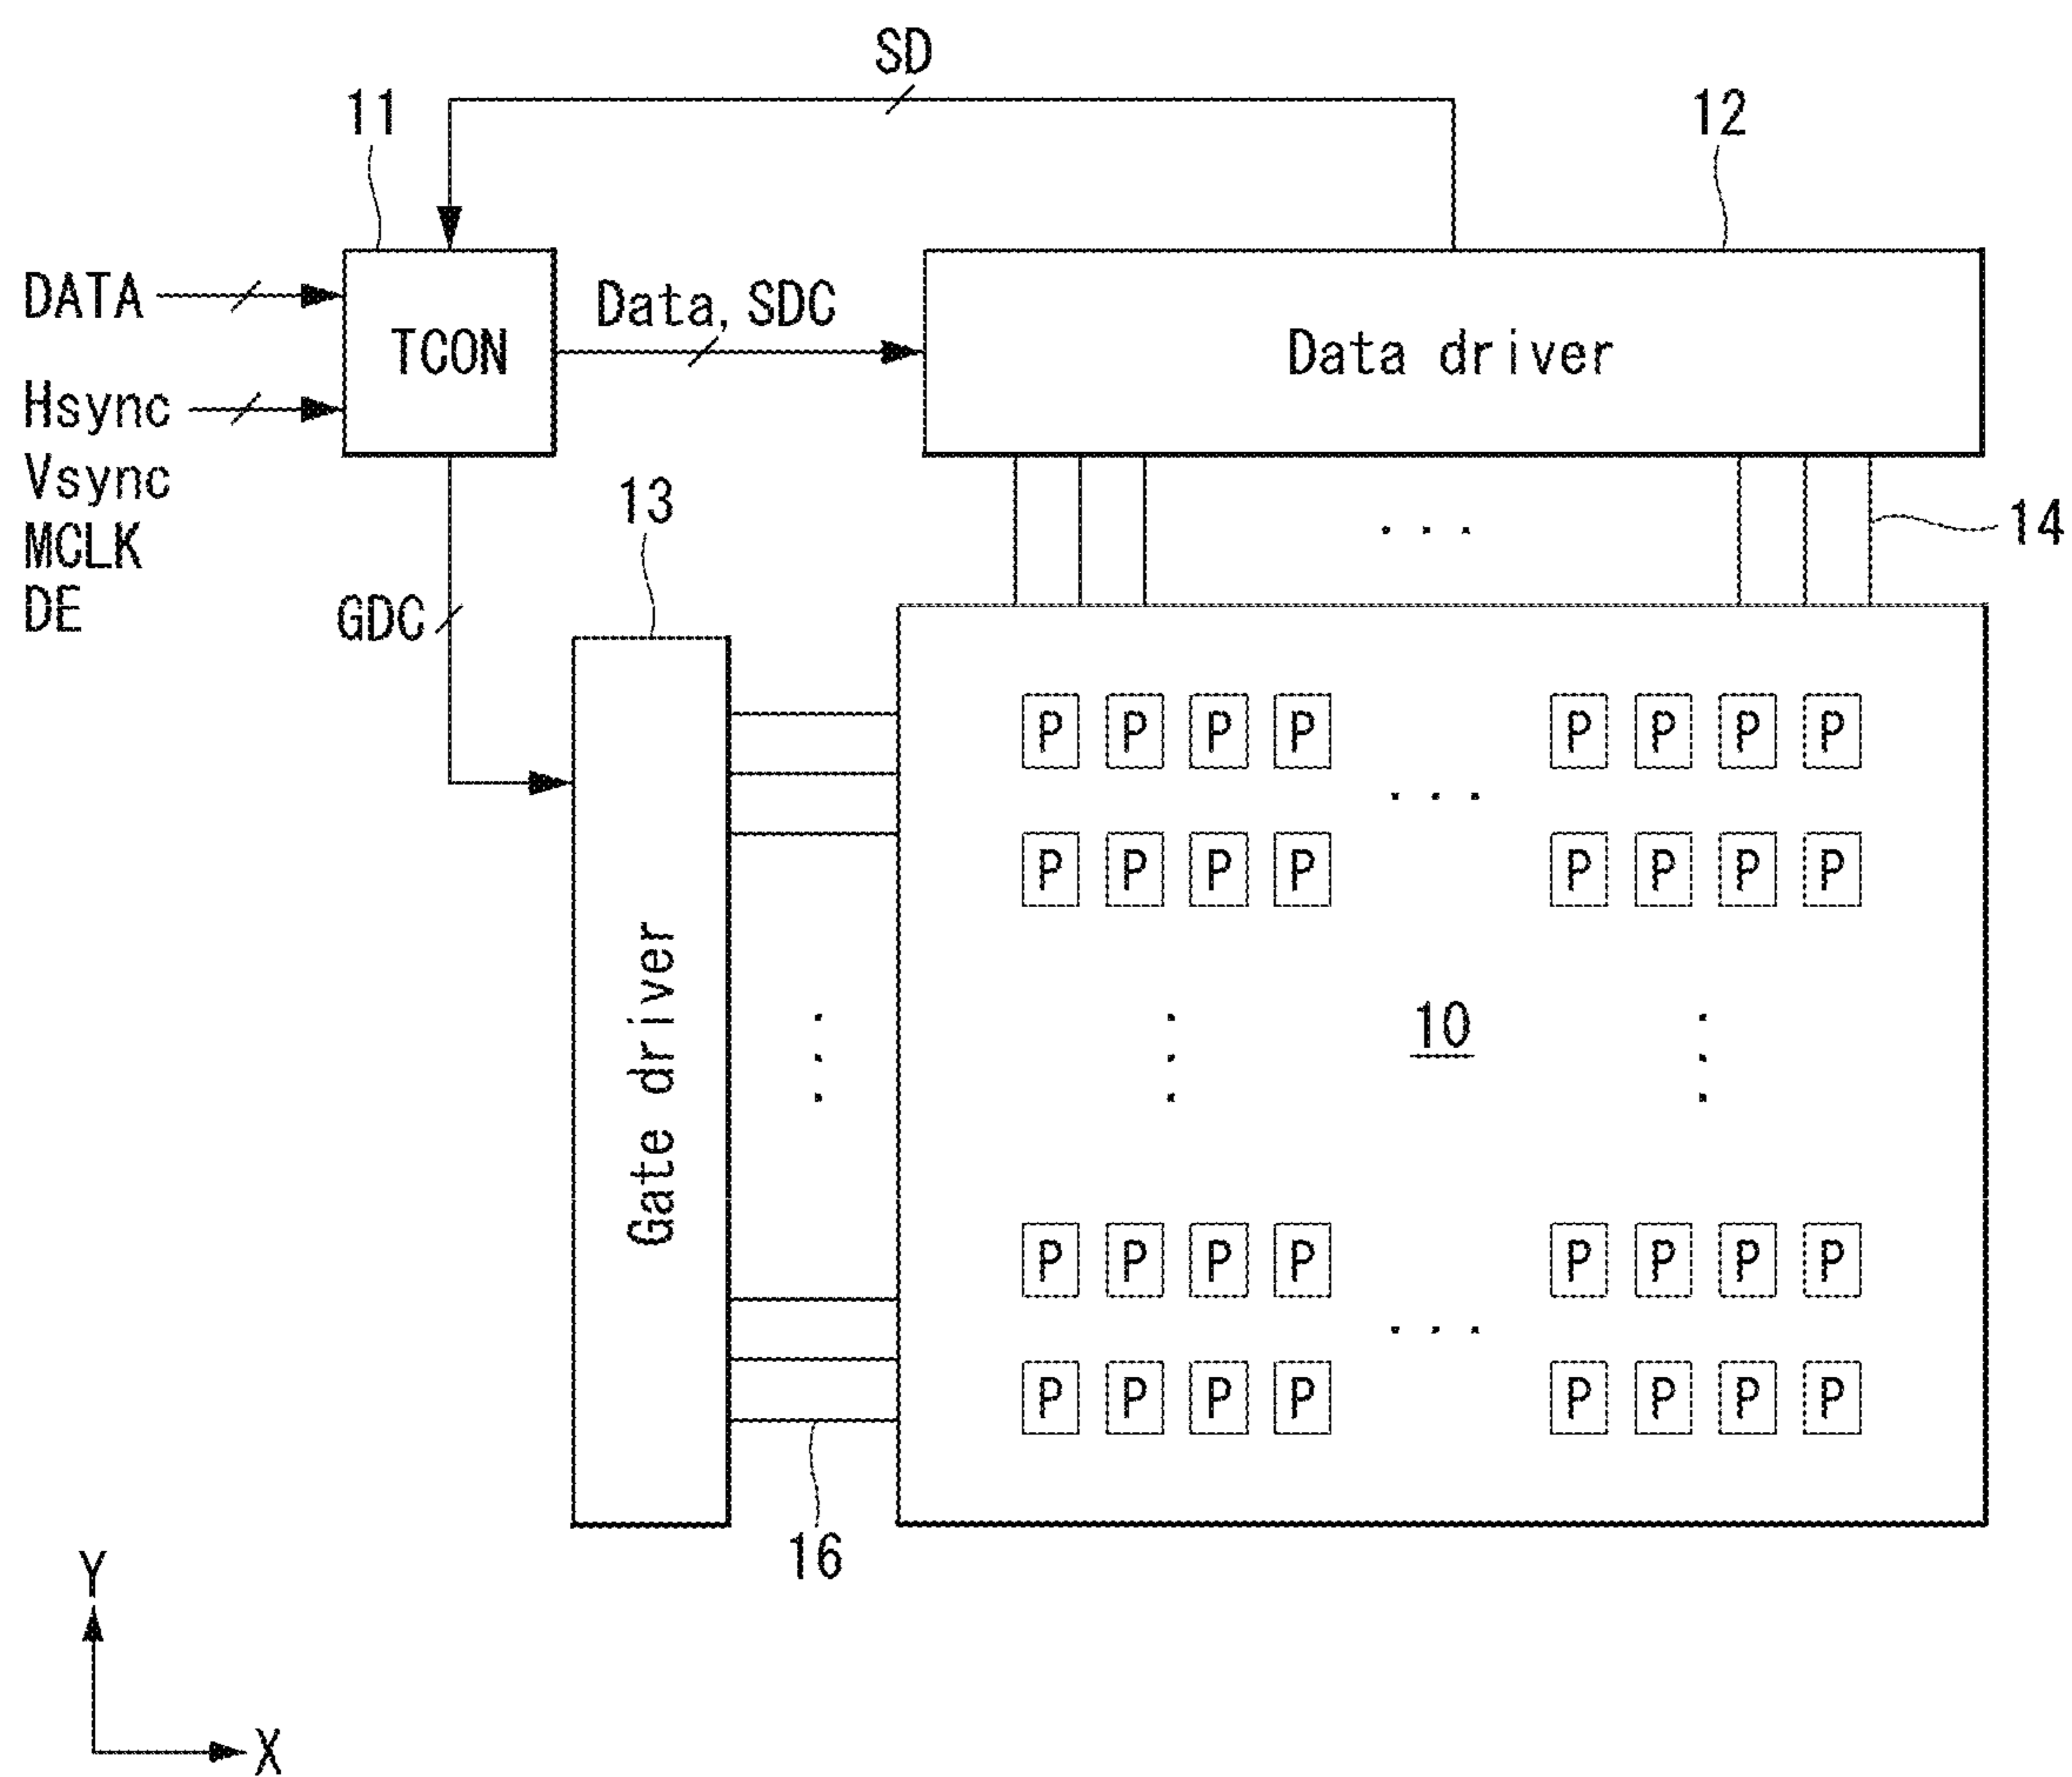 SD
11
12
DATA
Data, SDC
TCON
Data driver
Hsync
Vsync
MCLK
DE
13
14
GDC
P P P P ... P P P P
P P P P P P P P
Gate driver
10
P P P P ... P P P P
P P P P P P P P
16
Y
X